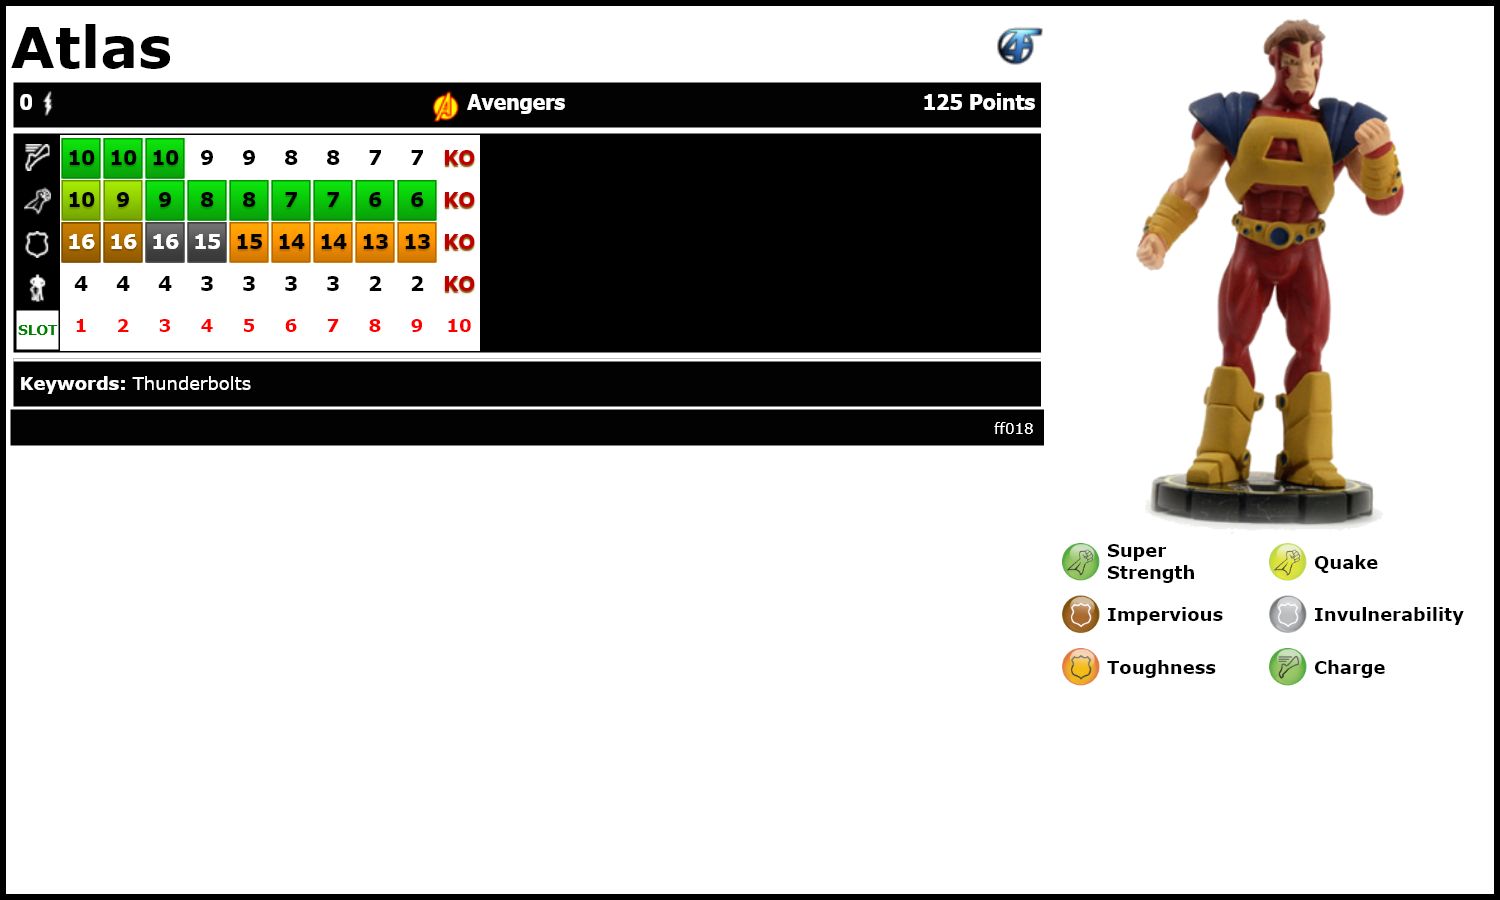 Atlas
0 Avengers 125 Points
10 10 10 9 9 8 8 7 7 KO
10 9 9 8 8 7 7 6 6 KO
16 16 16 15 15 14 14 13 13 KO
4 4 4 3 3 3 3 2 2 KO
SLOT 1 2 3 4 5 6 7 8 9 10
Keywords: Thunderbolts
ff018
Super
Strength
Quake
Impervious
Invulnerability
Toughness
Charge